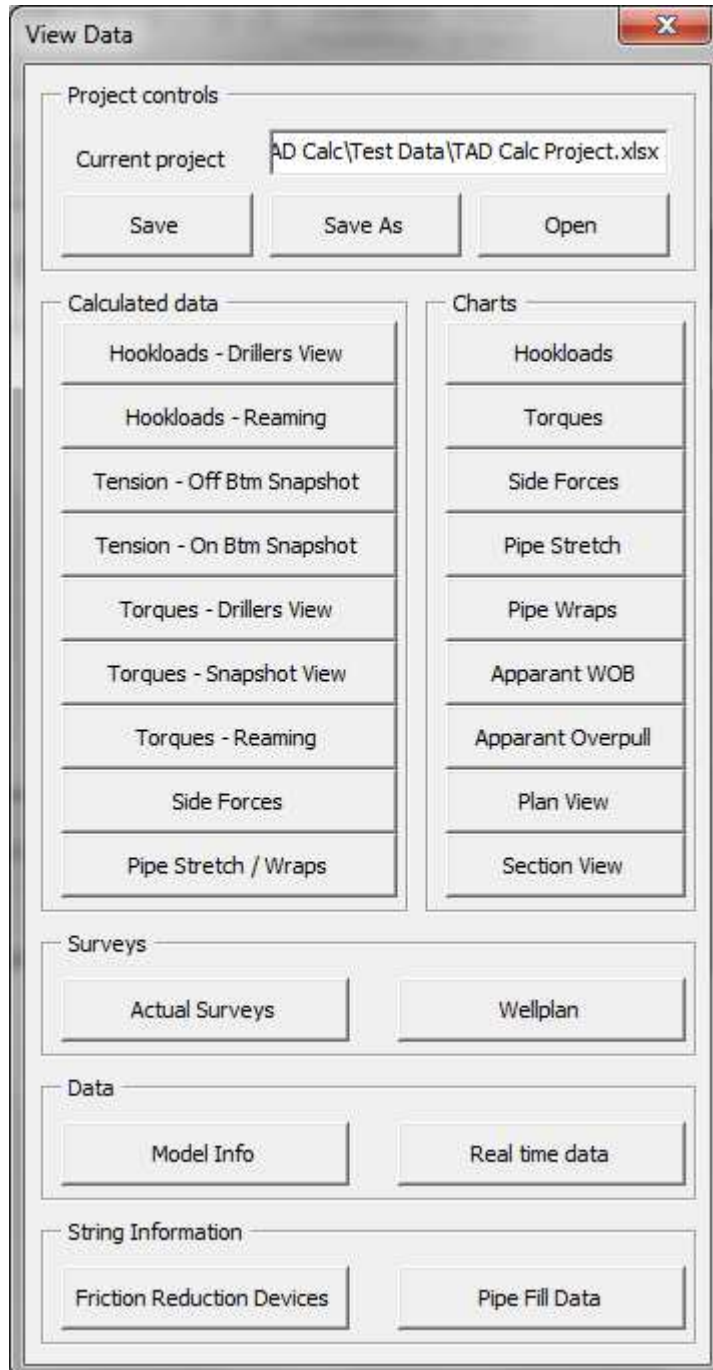 View Data
Project controls
Current project
AD Calc\Test Data\TAD Calc Project.xlsx
Save
Save As
Open
Calculated data
Hookloads - Drillers View
Hookloads - Reaming
Tension - Off Btm Snapshot
Tension - On Btm Snapshot
Torques - Drillers View
Torques - Snapshot View
Torques - Reaming
Side Forces
Pipe Stretch / Wraps
Charts
Hookloads
Torques
Side Forces
Pipe Stretch
Pipe Wraps
Apparant WOB
Apparant Overpull
Plan View
Section View
Surveys
Actual Surveys
Wellplan
Data
Model Info
Real time data
String Information
Friction Reduction Devices
Pipe Fill Data